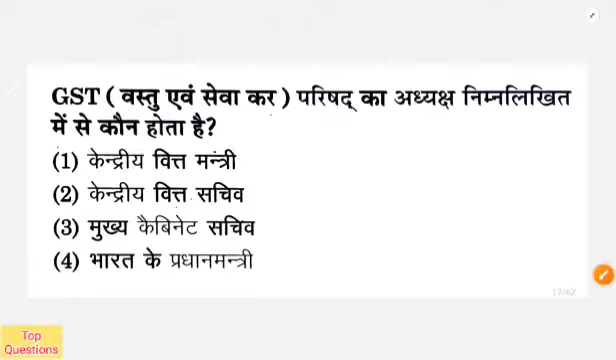 GST ( वस्तु एवं सेवा कर ) परिषद् का अध्यक्ष निम्नलिखित
में से कौन होता है?
(1) केन्द्रीय वित्त मन्त्री
(2) केन्द्रीय वित्त सचिव
(3) मुख्य कैबिनेट सचिव
(4) भारत के प्रधानमन्त्री
17/62
Top
Questions